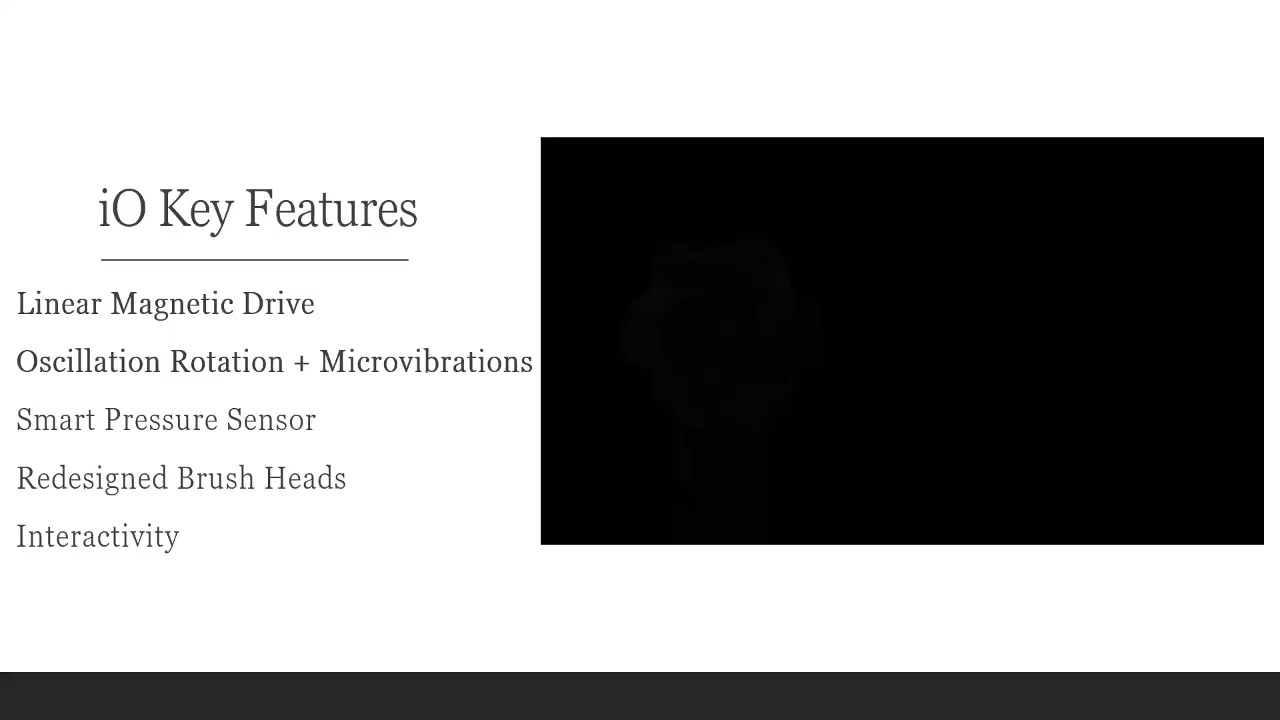 iO Key Features
Linear Magnetic Drive
Oscillation Rotation + Microvibrations
Smart Pressure Sensor
Redesigned Brush Heads
Interactivity